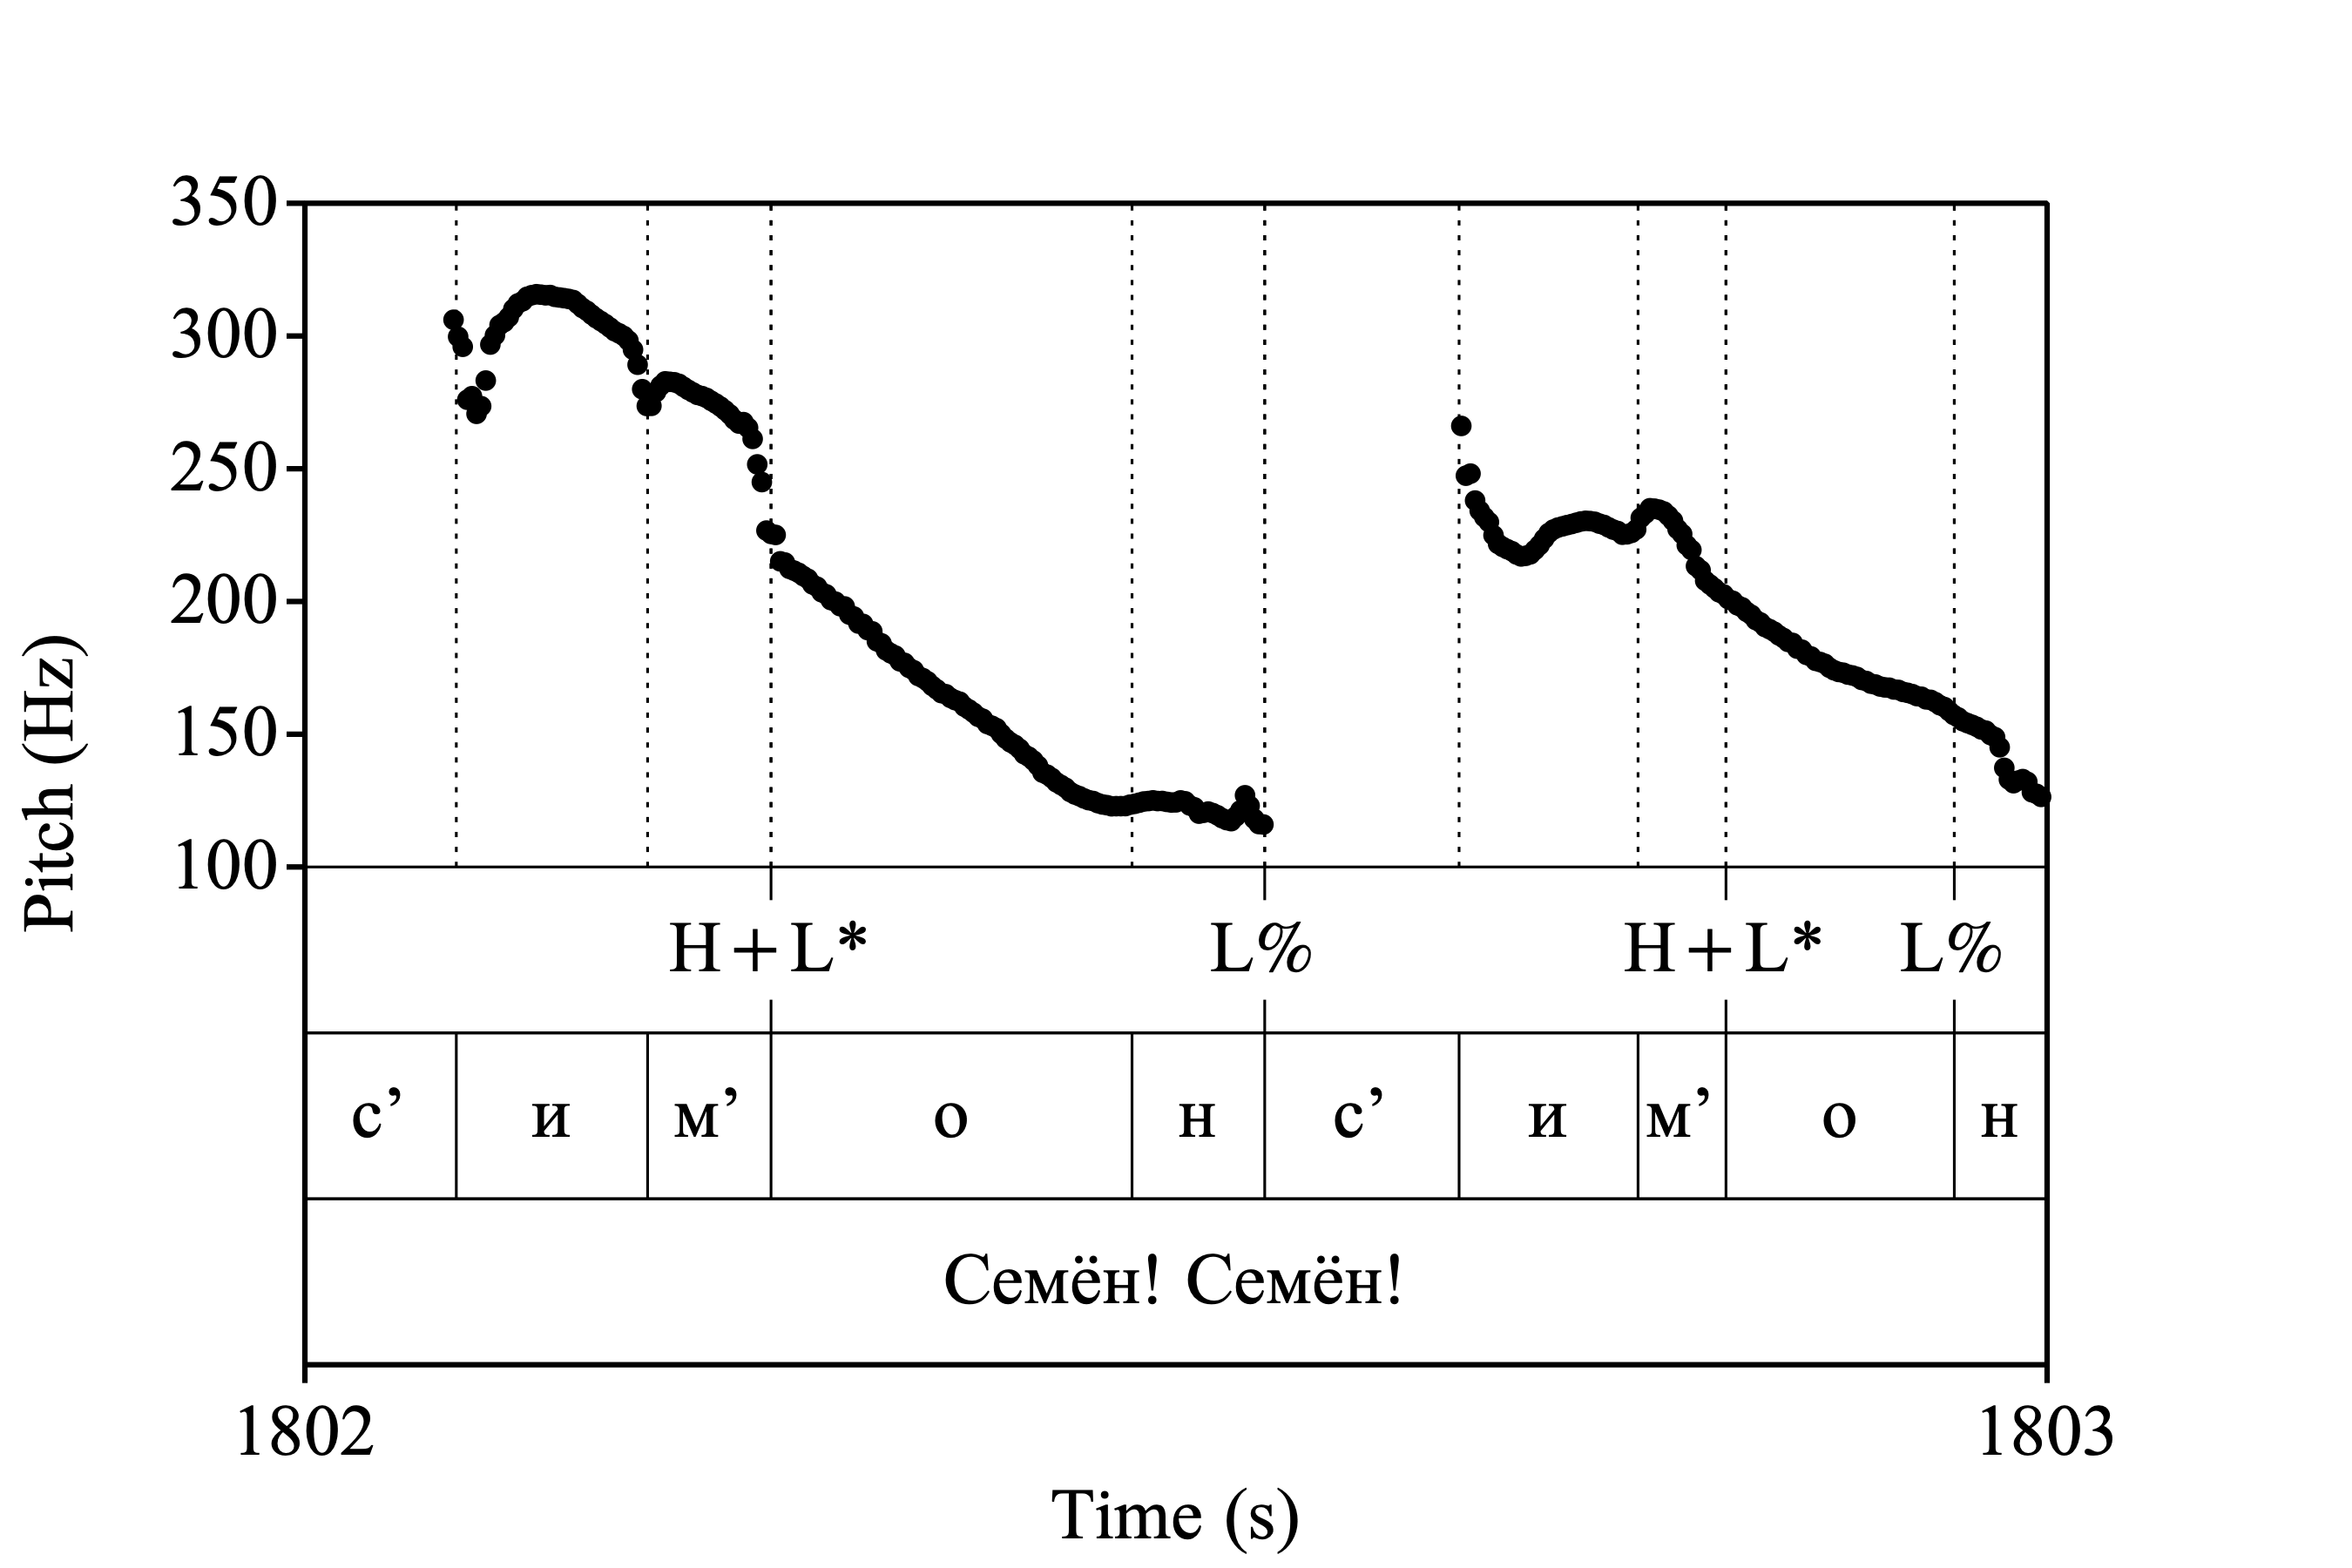 350
300
250
200
150
100
Pitch (Hz)
H+L* L% H+L* L%
с’ и м’ о н с’ и м’ о н
Семён! Семён!
1802 1803
Time (s)